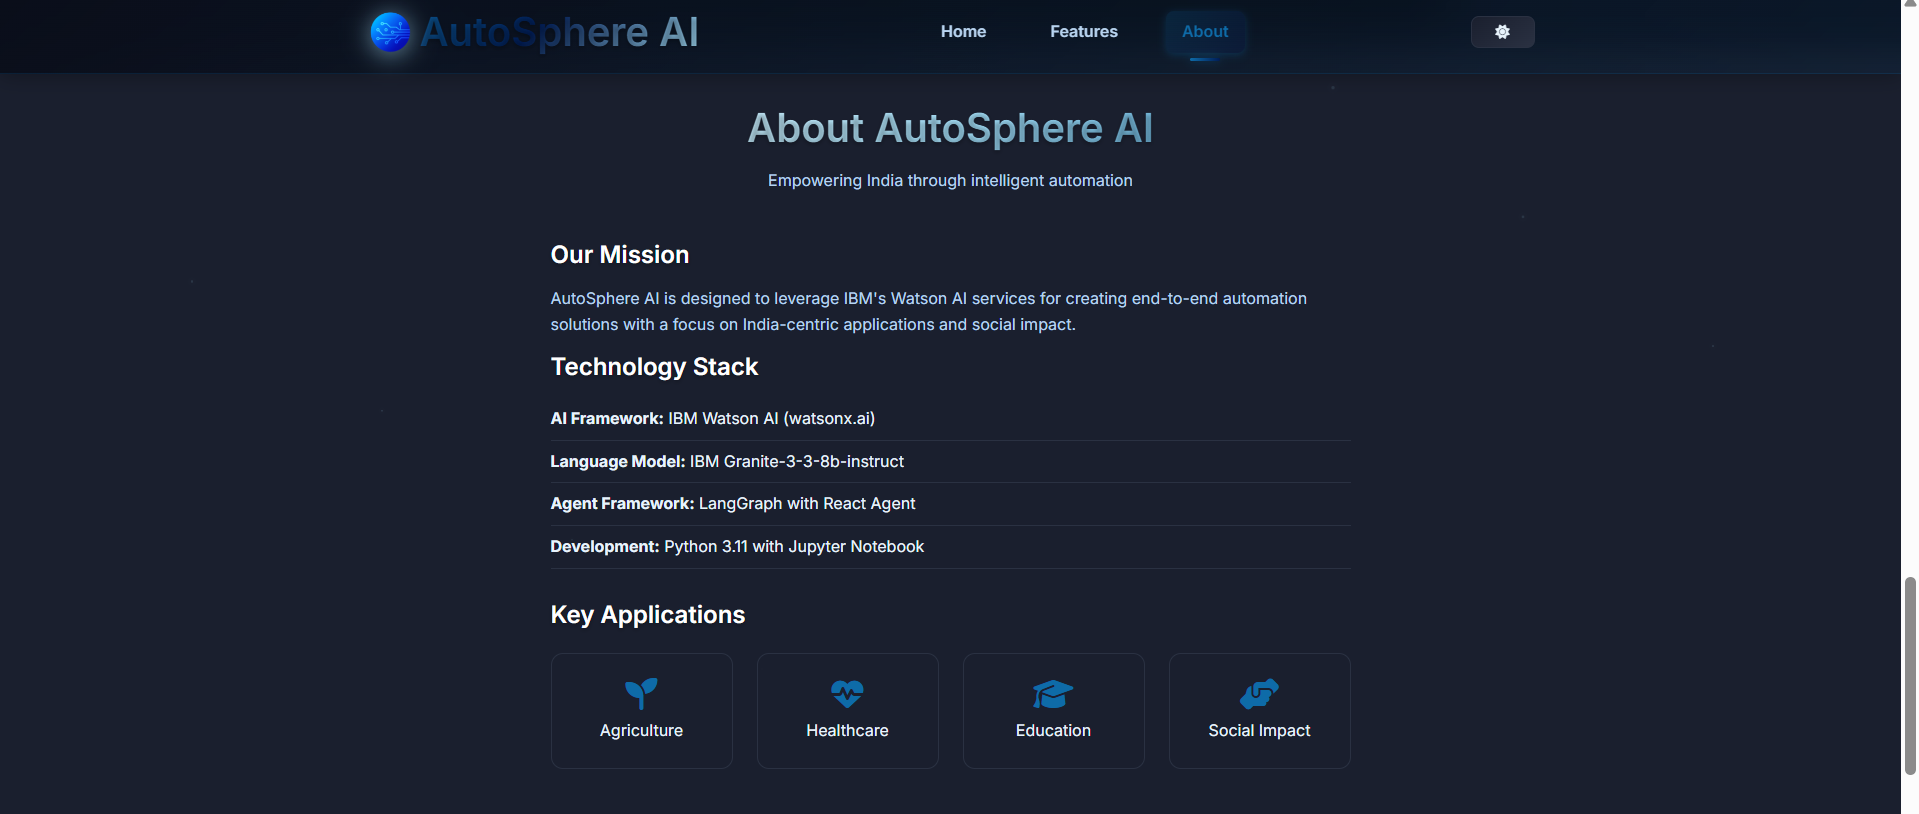 AutoSphere AI
Home
Features
About
About AutoSphere AI
Empowering India through intelligent automation
Our Mission
AutoSphere AI is designed to leverage IBM's Watson AI services for creating end-to-end automation
solutions with a focus on India-centric applications and social impact.
Technology Stack
AI Framework: IBM Watson AI (watsonx.ai)
Language Model: IBM Granite-3-3-8b-instruct
Agent Framework: LangGraph with React Agent
Development: Python 3.11 with Jupyter Notebook
Key Applications
Agriculture
Healthcare
Education
Social Impact